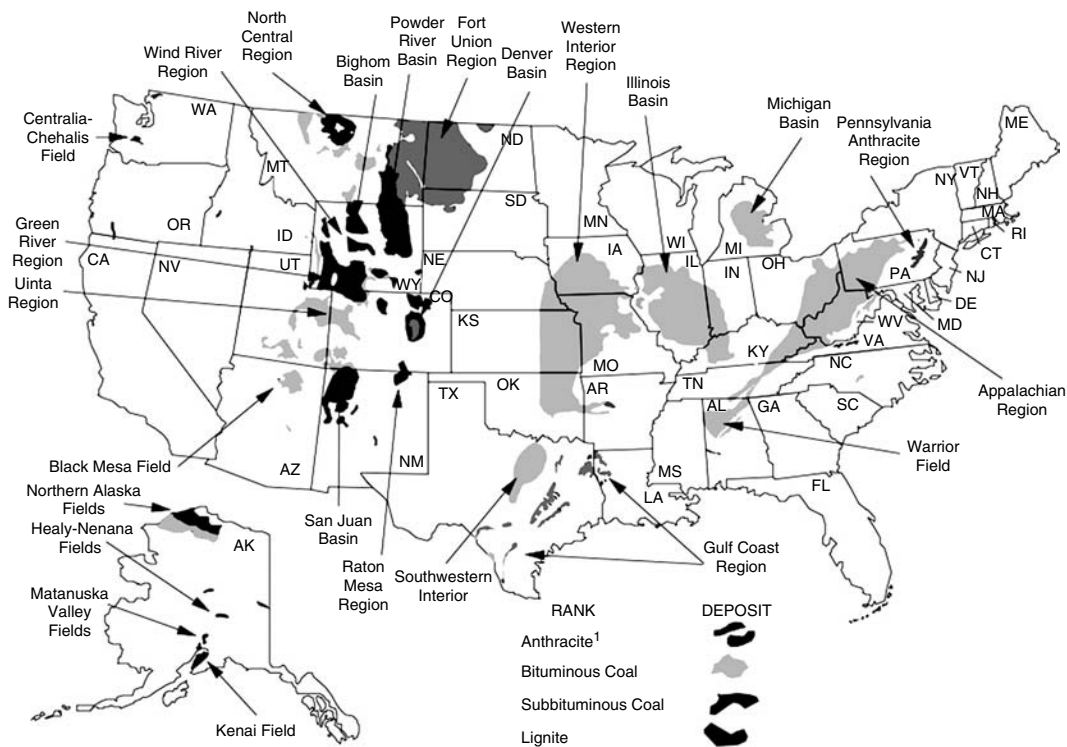 North
Central
Region
Powder
River
Basin
Fort
Union
Region
Western
Interior
Region
Wind River
Region
Bighom
Basin
Denver
Basin
Illinois
Basin
Michigan
Basin
Pennsylvania
Anthracite
Region
Centralia-
Chehalis
Field
WA
MT
ND
SD
MN
WI
MI
ME
VT
NH
NY
MA
RI
CT
OR
ID
Green
River
Region
Uinta
Region
CA
NV
UT
WY
NE
CO
IA
IL
IN
OH
PA
NJ
DE
MD
WV
VA
KS
MO
KY
NC
Appalachian
Region
TX
OK
AR
TN
AL
GA
SC
Warrior
Field
Black Mesa Field
AZ
NM
MS
LA
FL
Northern Alaska
Fields
Healy-Nenana
Fields
AK
San Juan
Basin
Raton
Mesa
Region
Southwestern
Interior
Gulf Coast
Region
Matanuska
Valley
Fields
Kenai Field
RANK DEPOSIT
Anthracite1
Bituminous Coal
Subbituminous Coal
Lignite